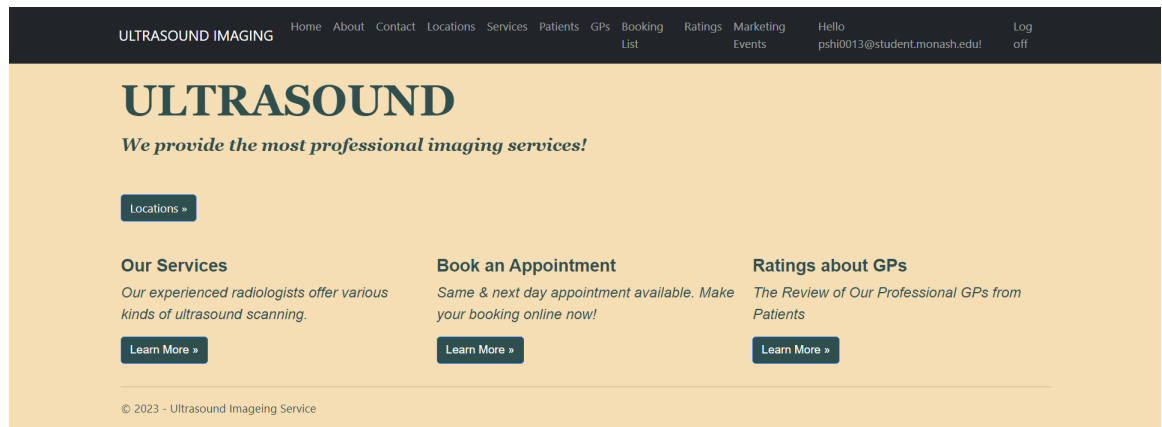 ULTRASOUND IMAGING Home About Contact Locations Services Patients GPs Booking List Ratings Marketing Events Hello pshi0013@student.monash.edu! Log off
ULTRASOUND
We provide the most professional imaging services!
Locations »
Our Services
Our experienced radiologists offer various
kinds of ultrasound scanning.
Learn More »
Book an Appointment
Same & next day appointment available. Make
your booking online now!
Learn More »
Ratings about GPs
The Review of Our Professional GPs from
Patients
Learn More »
© 2023 - Ultrasound Imageing Service